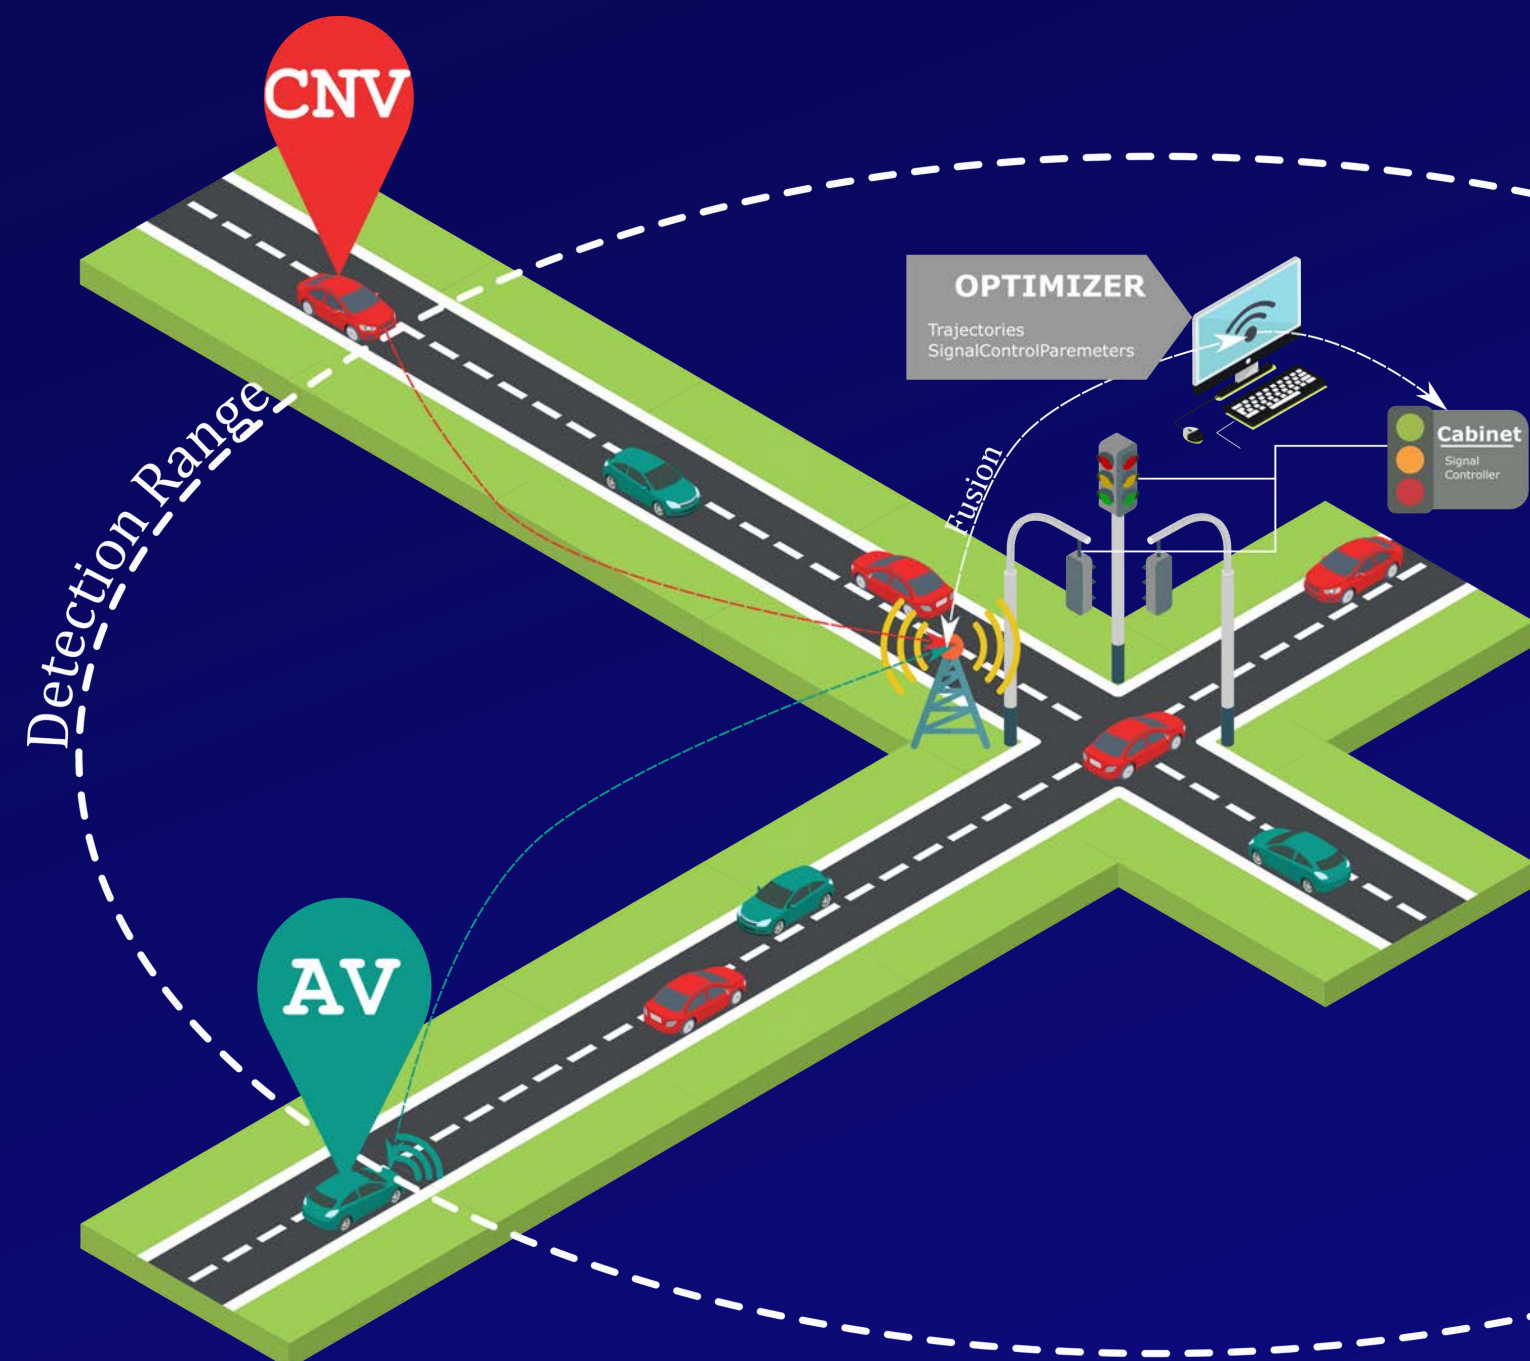 CNV
OPTIMIZER
Trajectories
SignalControlParemeters
Detection Range
Fusion
Cabinet
Signal
Controller
AV